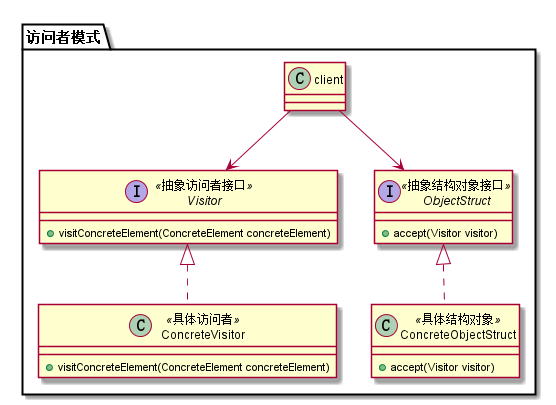 访问者模式
C client
I «抽象访问者接口»
Visitor
visitConcreteElement(ConcreteElement concreteElement)
I «抽象结构对象接口»
ObjectStruct
accept(Visitor visitor)
C «具体访问者»
ConcreteVisitor
visitConcreteElement(ConcreteElement concreteElement)
C «具体结构对象»
ConcreteObjectStruct
accept(Visitor visitor)